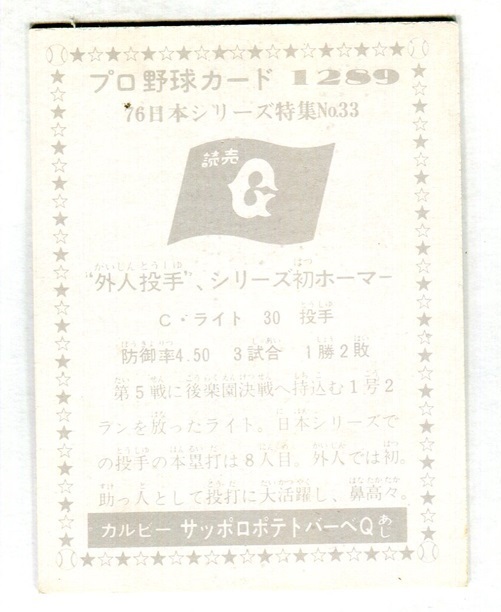 プロ野球カード 1289
76日本シリーズ特集No.33
読売
G
“外人投手”、シリーズ初ホーマー
C・ライト 30 投手
防御率4.50 3試合 1勝2敗
第5戦に後楽園決戦へ持込む1号2
ランを放ったライト。日本シリーズで
の投手の本塁打は8人目。外人では初。
助っ人として投打に大活躍し、鼻高々。
カルビー サッポロポテトバーベQあじ